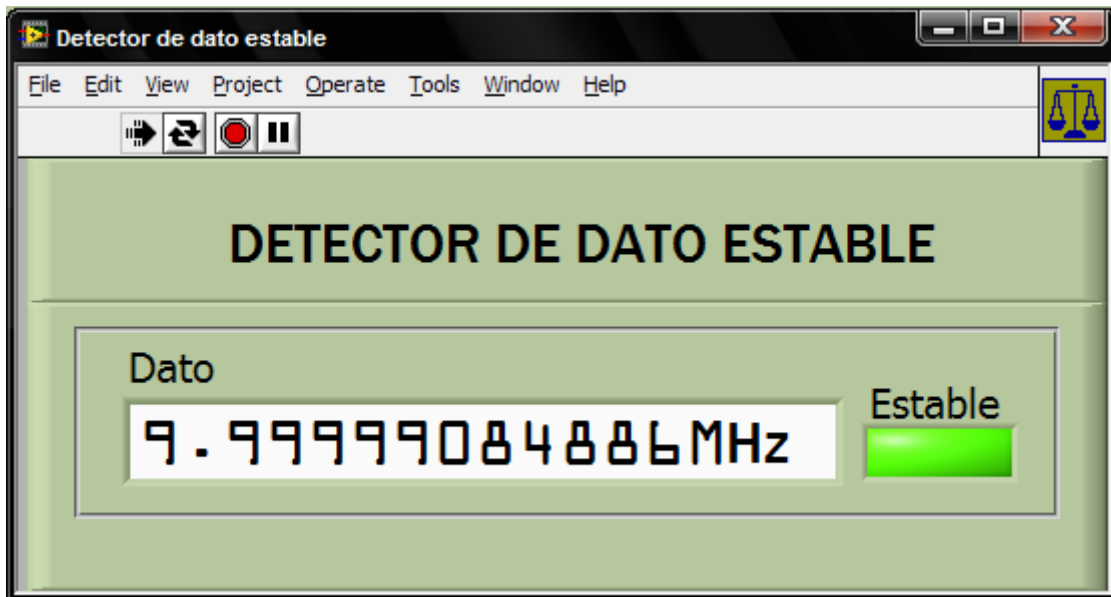 Detector de dato estable
File Edit View Project Operate Tools Window Help
DETECTOR DE DATO ESTABLE
Dato
Estable
9.99999084886MHz